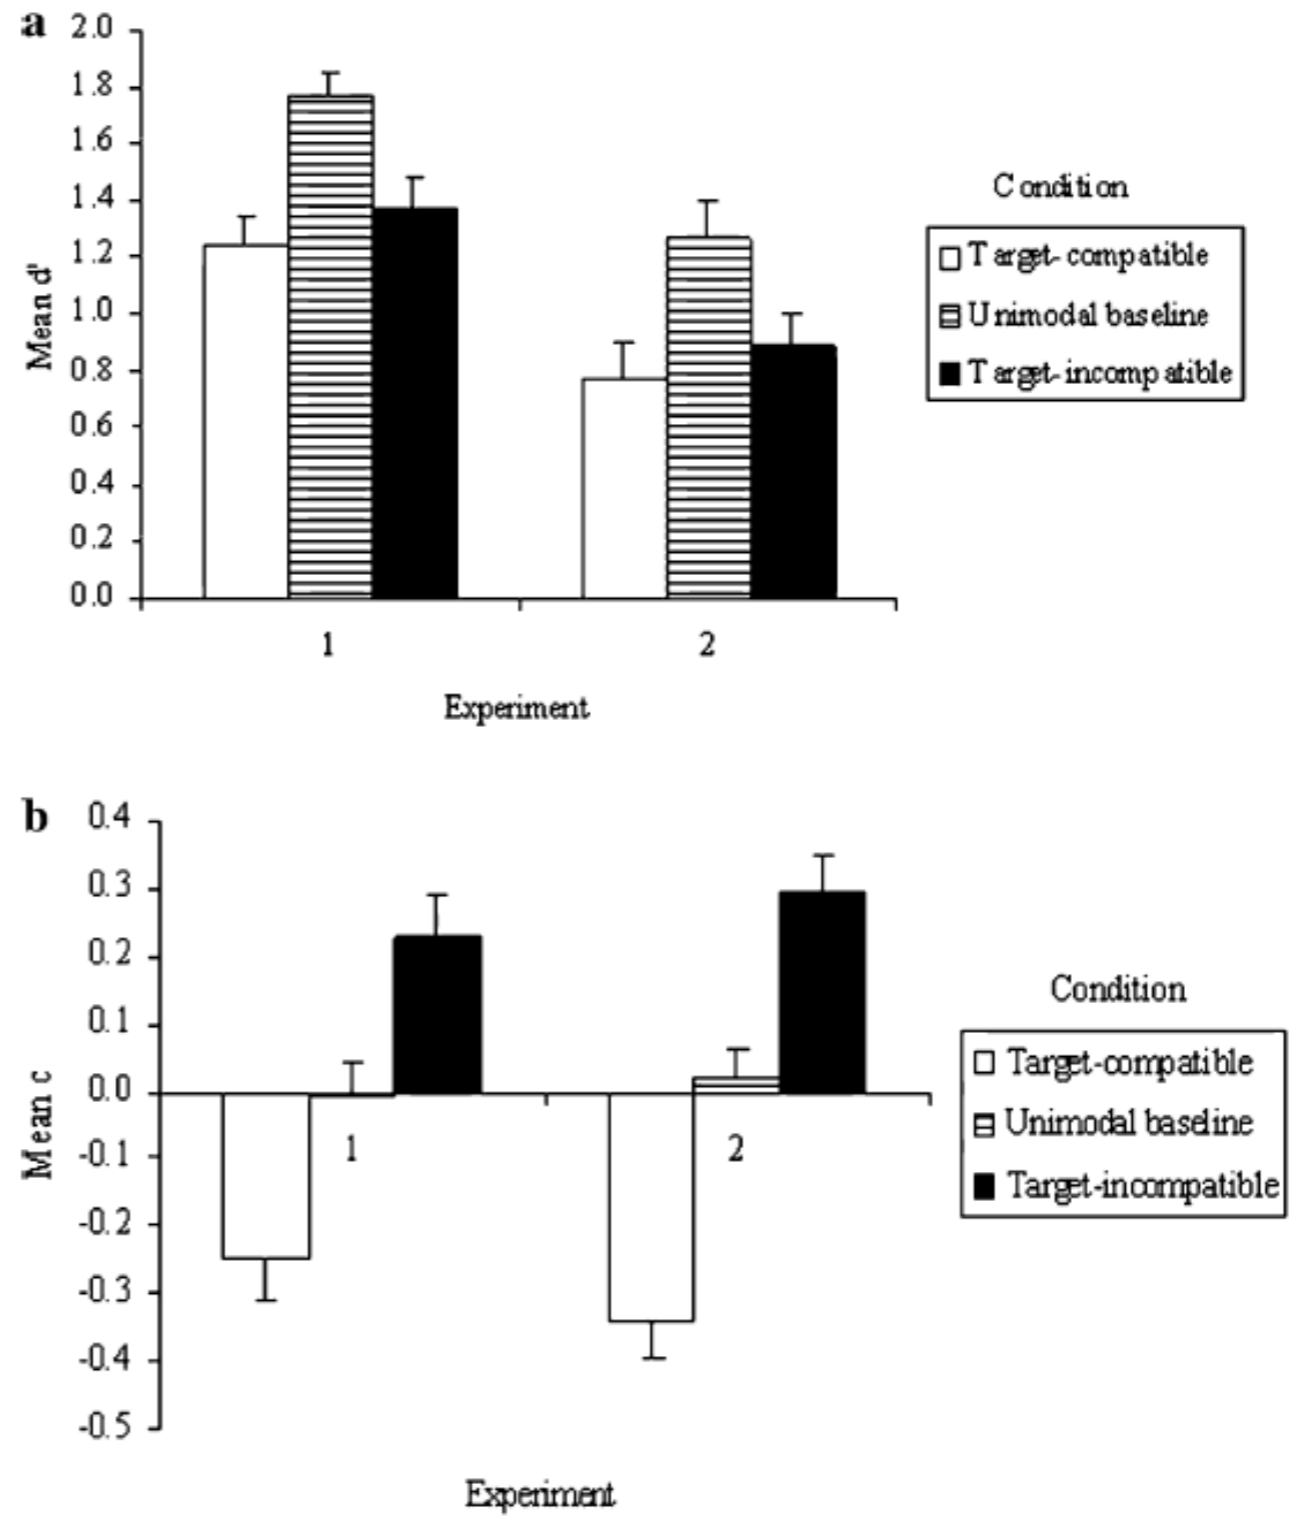 a
2.0
1.8
1.6
1.4
1.2
1.0
0.8
0.6
0.4
0.2
0.0
Mean d'
1 2
Experiment
Condition
Target-compatible
Unimodal baseline
Target-incompatible
b
0.4
0.3
0.2
0.1
0.0
-0.1
-0.2
-0.3
-0.4
-0.5
Mean c
1 2
Experiment
Condition
Target-compatible
Unimodal baseline
Target-incompatible